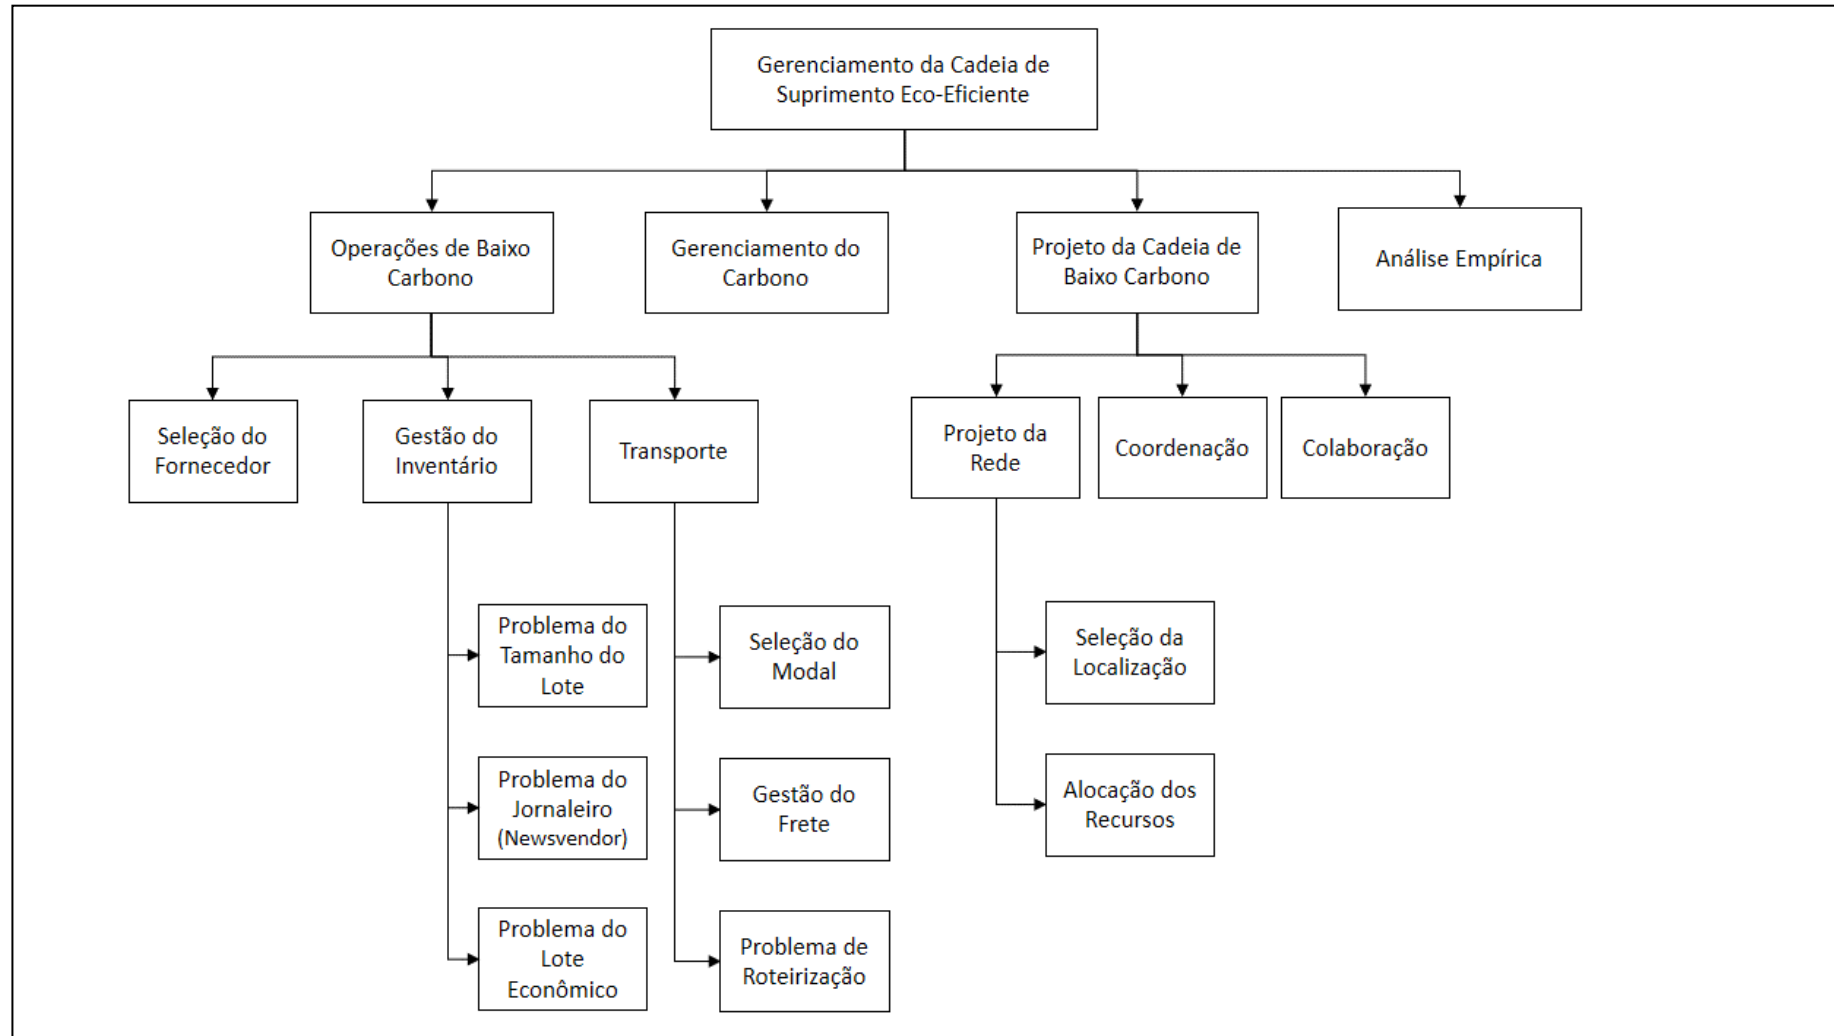 Gerenciamento da Cadeia de
Suprimento Eco-Eficiente
Operações de Baixo
Carbono
Gerenciamento do
Carbono
Projeto da Cadeia de
Baixo Carbono
Análise Empírica
Seleção do
Fornecedor
Gestão do
Inventário
Transporte
Projeto da
Rede
Coordenação
Colaboração
Problema do
Tamanho do
Lote
Seleção do
Modal
Seleção da
Localização
Problema do
Jornaleiro
(Newsvendor)
Gestão do
Frete
Alocação dos
Recursos
Problema do
Lote
Econômico
Problema de
Roteirização